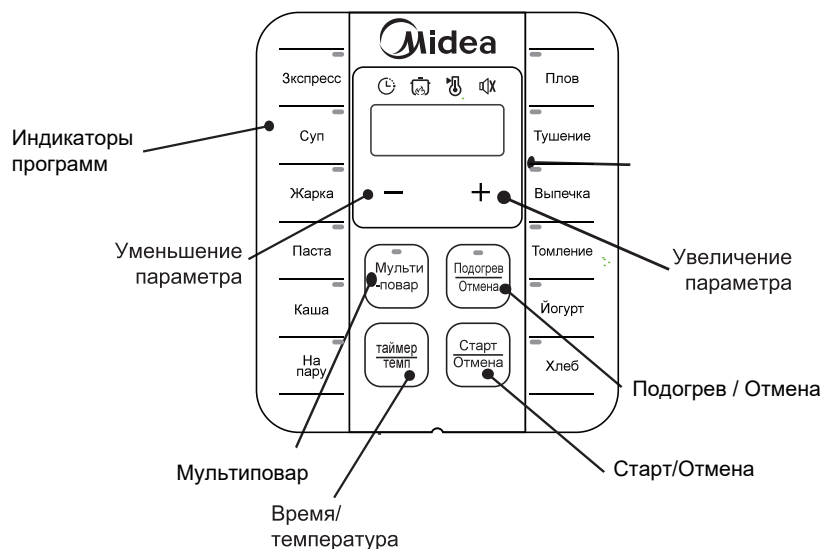 Midea
Зкспресс
Суп
Жарка
Паста
Каша
На
пару
Плов
Тушение
Выпечка
Томление
Йогурт
Хлеб
− +
Мульти
-повар
Подогрев
Отмена
таймер
темп
Старт
Отмена
Индикаторы
программ
Уменьшение
параметра
Увеличение
параметра
Подогрев / Отмена
Старт/Отмена
Мультиповар
Время/
температура